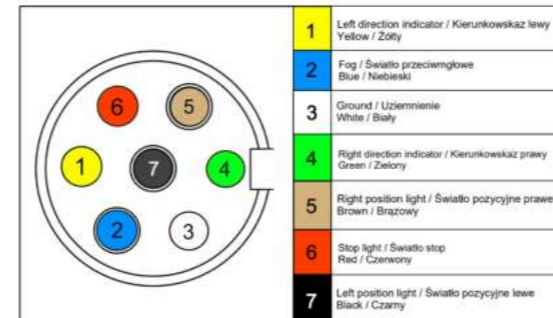 6
5
1
7
4
2
3
1
Left direction indicator / Kierunkowskaz lewy
Yellow / Żółty
2
Fog / Światło przeciwmgłowe
Blue / Niebieski
3
Ground / Uziemnienie
White / Biały
4
Right direction indicator / Kierunkowskaz prawy
Green / Zielony
5
Right position light / Światło pozycyjne prawe
Brown / Brązowy
6
Stop light / Światło stop
Red / Czerwony
7
Left position light / Światło pozycyjne lewe
Black / Czarny